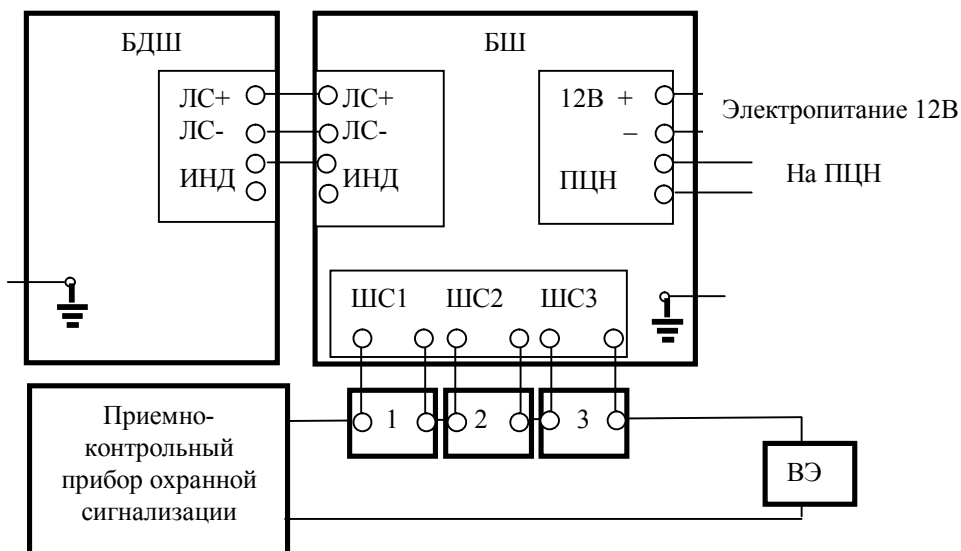 БДШ
БШ
ЛС+
ЛС-
ИНД
ЛС+
ЛС-
ИНД
12В +
–
ПЦН
Электропитание 12В
На ПЦН
ШС1 ШС2 ШС3
1 2 3
Приемно-
контрольный
прибор охранной
сигнализации
ВЭ